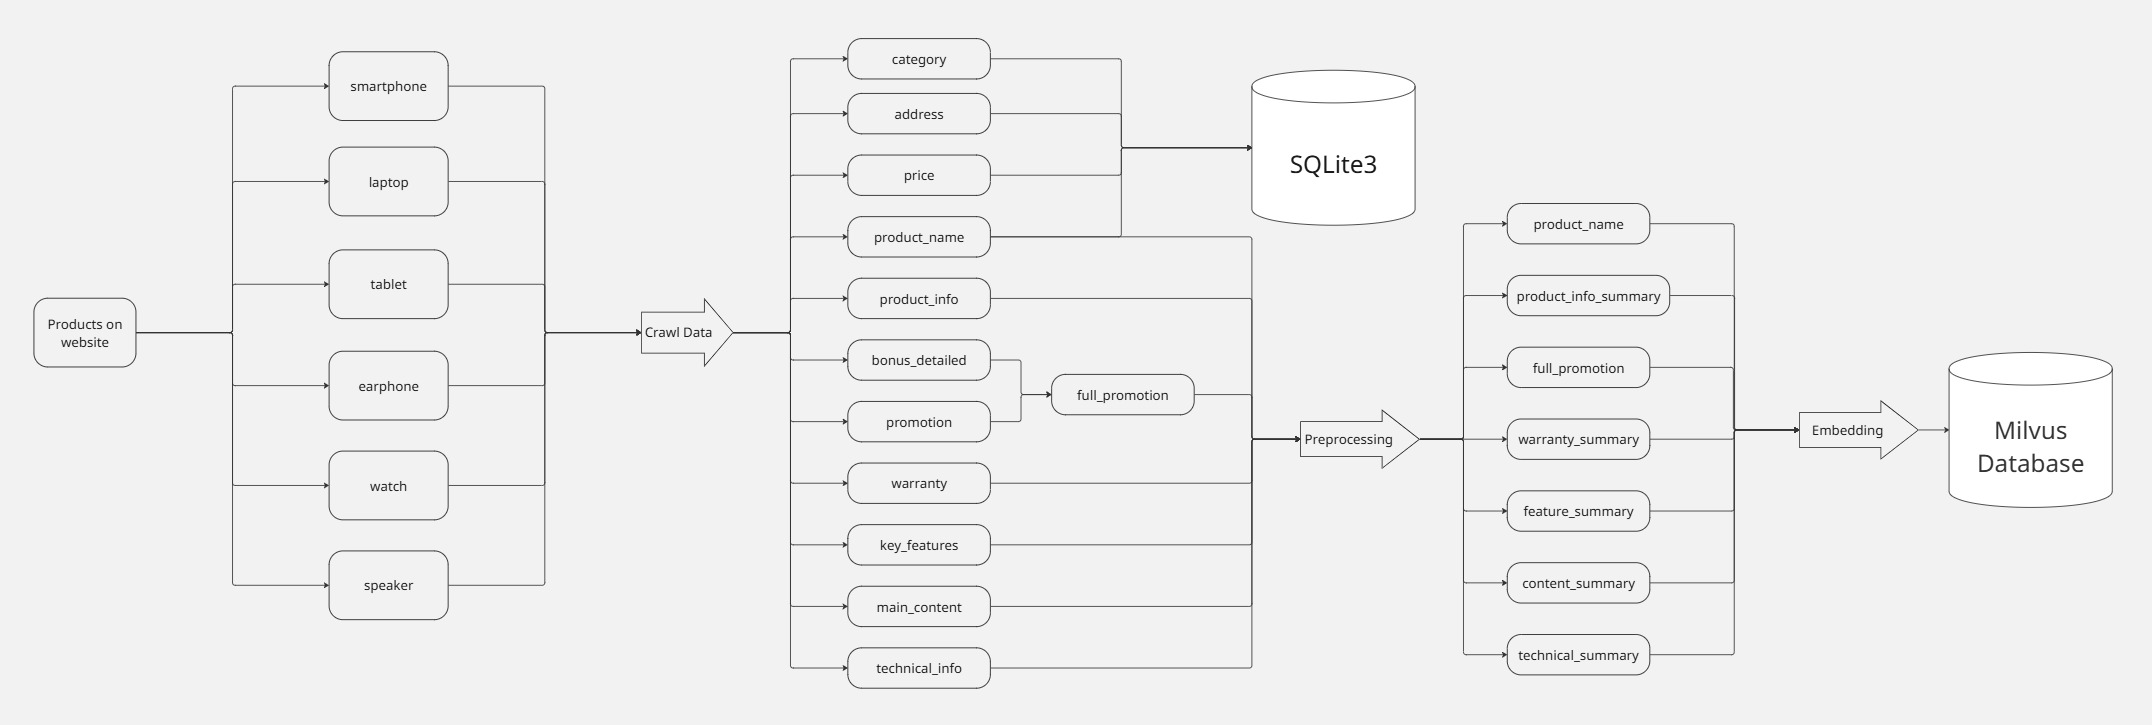 Products on
website
smartphone
laptop
tablet
earphone
watch
speaker
Crawl Data
category
address
price
product_name
product_info
bonus_detailed
promotion
full_promotion
warranty
key_features
main_content
technical_info
SQLite3
Preprocessing
product_name
product_info_summary
full_promotion
warranty_summary
feature_summary
content_summary
technical_summary
Embedding
Milvus
Database